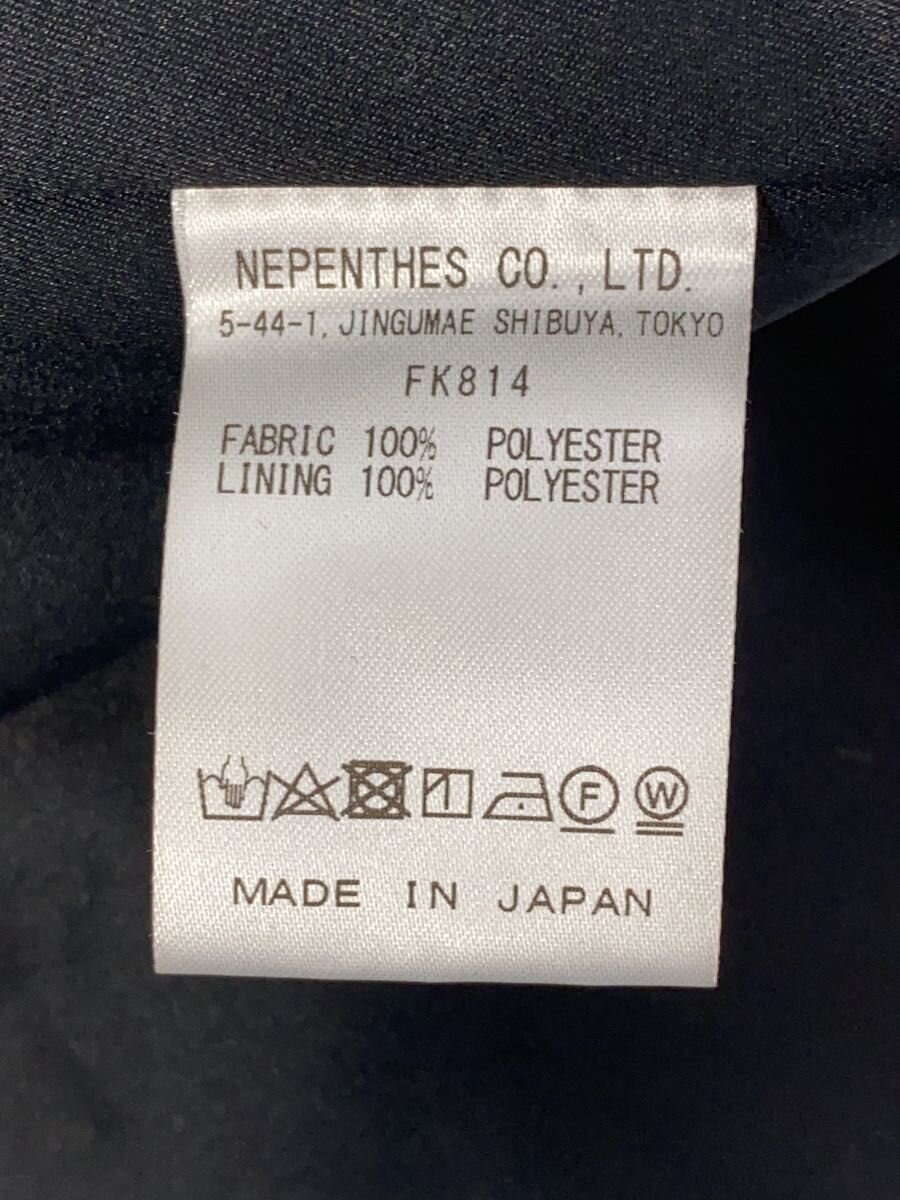 NEPENTHES CO.,LTD.
5-44-1, JINGUMAE SHIBUYA, TOKYO
FK814
FABRIC 100% POLYESTER
LINING 100% POLYESTER
F W
MADE IN JAPAN